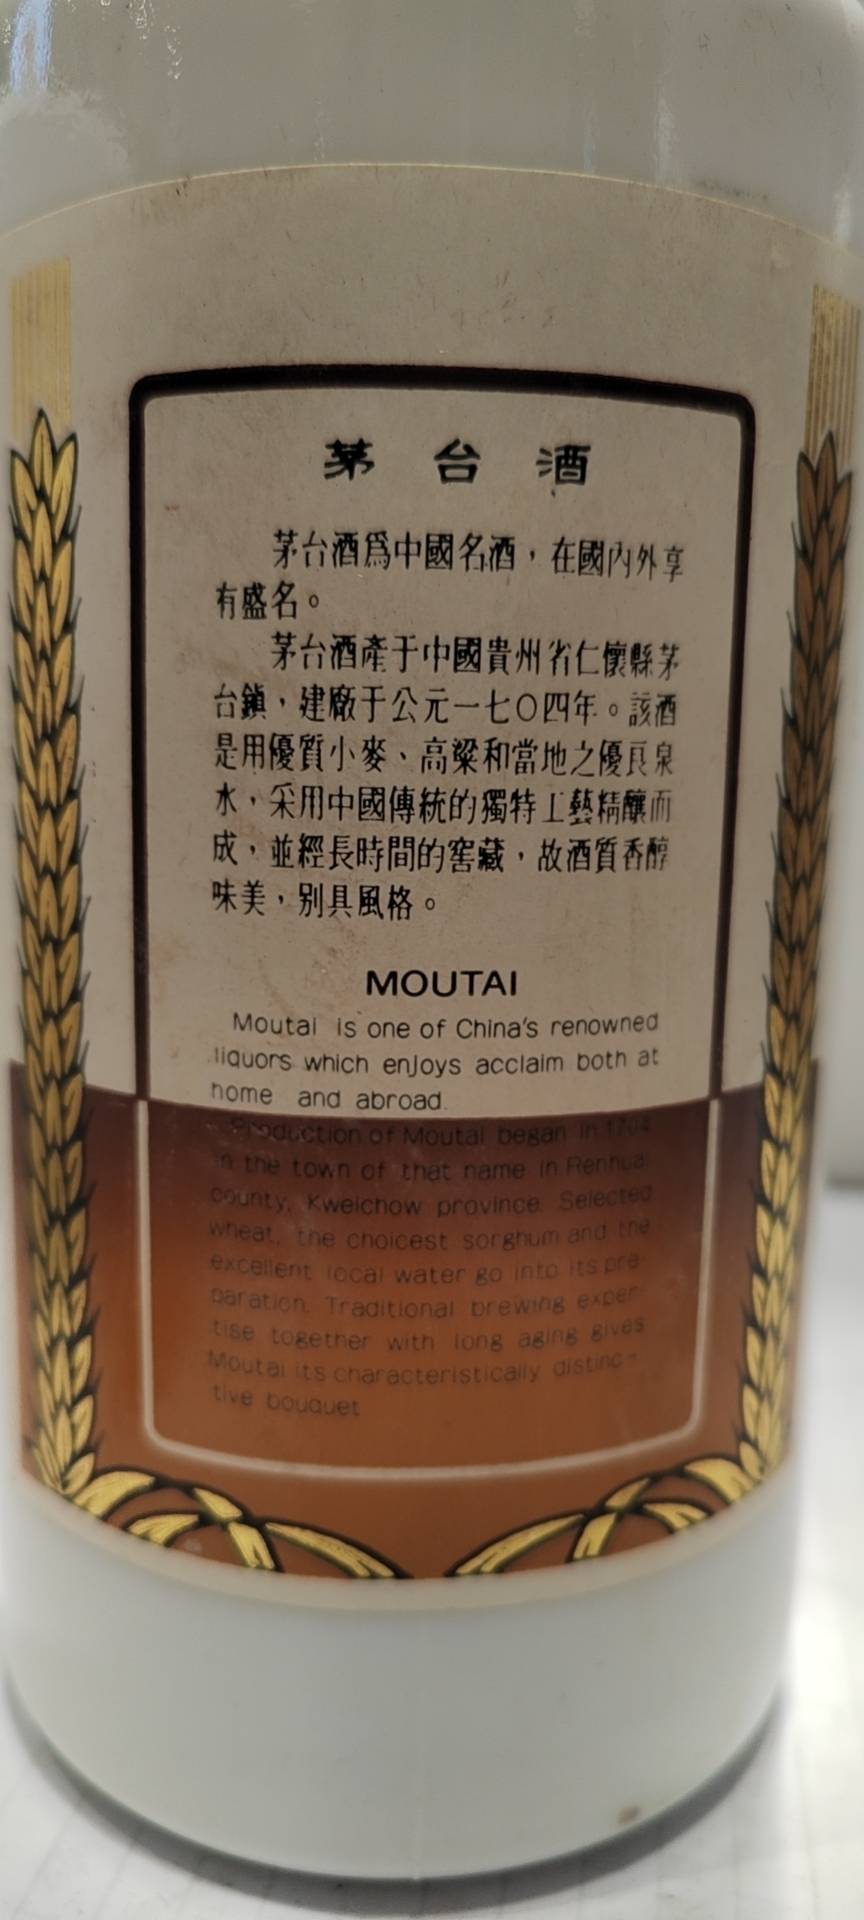 茅台酒
茅台酒爲中國名酒，在國內外享
有盛名。
茅台酒產于中國貴州省仁懷縣茅
台鎮，建廠于公元一七〇四年。該酒
是用優質小麥、高粱和當地之優良泉
水，采用中國傳統的獨特工藝精釀而
成，並經長時間的窖藏，故酒質香醇
味美，别具風格。
MOUTAI
Moutai is one of China's renowned
liquors which enjoys acclaim both at
home and abroad.
Production of Moutai began in 1704
in the town of that name in Renhuai
county, Kweichow province. Selected
wheat, the choicest sorghum and the
excellent local water go into its pre-
paration. Traditional brewing exper-
tise together with long aging gives
Moutai its characteristically distinc-
tive bouquet